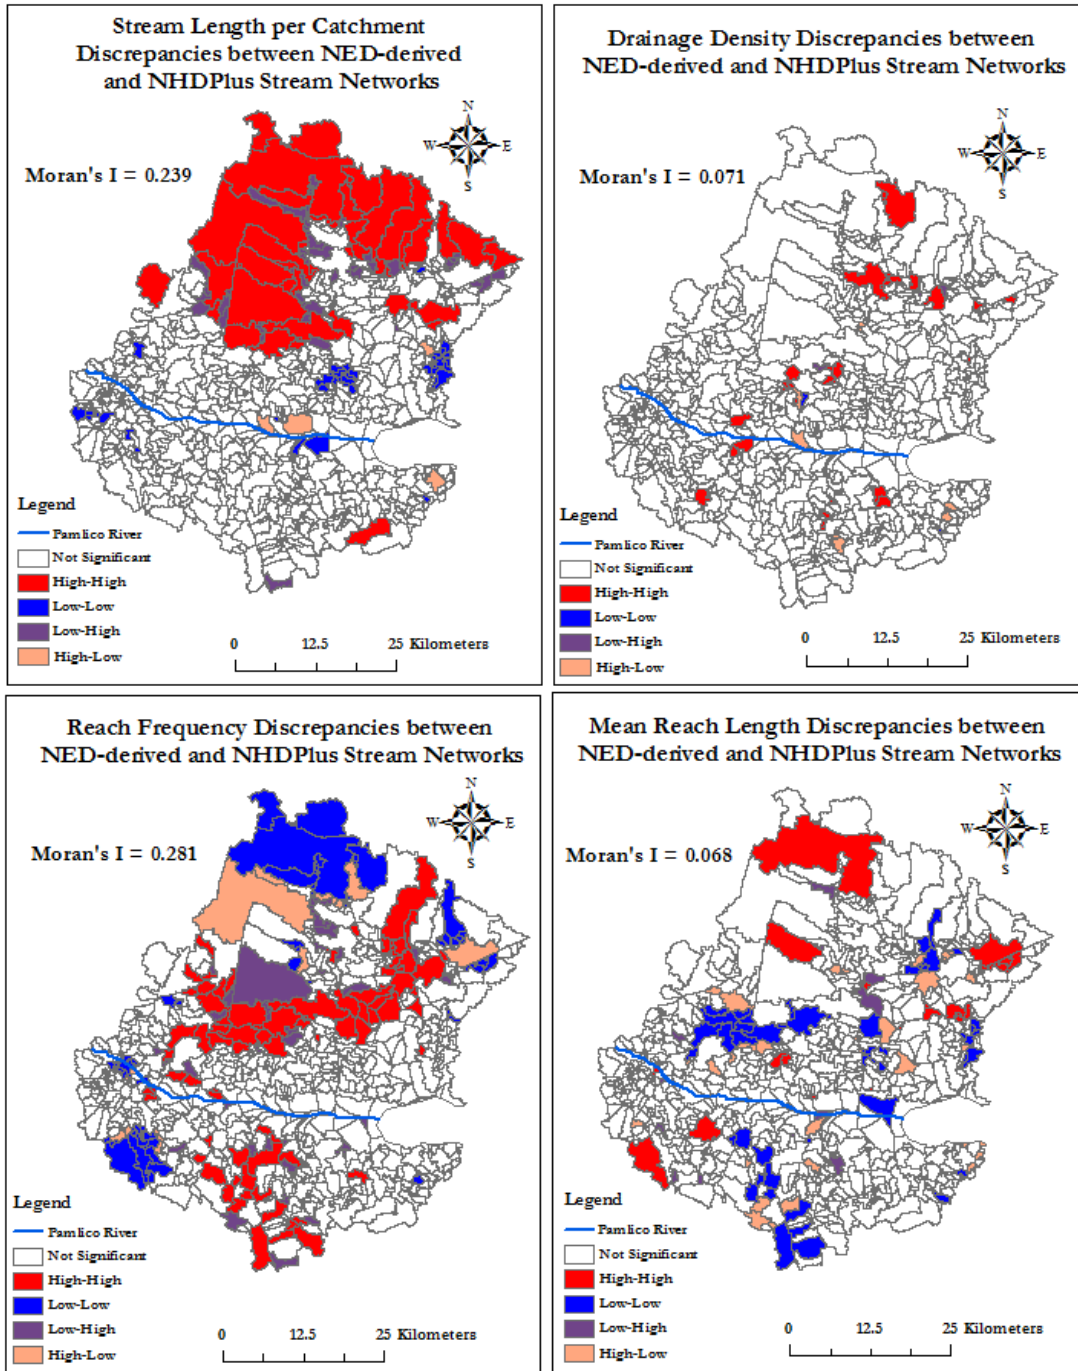 Stream Length per Catchment
Discrepancies between NED-derived
and NHDPlus Stream Networks
N
W
E
S
Moran's I = 0.239
Legend
Pamlico River
Not Significant
High-High
Low-Low
Low-High
High-Low
0 12.5 25 Kilometers
Drainage Density Discrepancies between
NED-derived and NHDPlus Stream Networks
N
W
E
S
Moran's I = 0.071
Legend
Pamlico River
Not Significant
High-High
Low-Low
Low-High
High-Low
0 12.5 25 Kilometers
Reach Frequency Discrepancies between
NED-derived and NHDPlus Stream Networks
N
W
E
S
Moran's I = 0.281
Legend
Pamlico River
Not Significant
High-High
Low-Low
Low-High
High-Low
0 12.5 25 Kilometers
Mean Reach Length Discrepancies between
NED-derived and NHDPlus Stream Networks
N
W
E
S
Moran's I = 0.068
Legend
Pamlico River
Not Significant
High-High
Low-Low
Low-High
High-Low
0 12.5 25 Kilometers